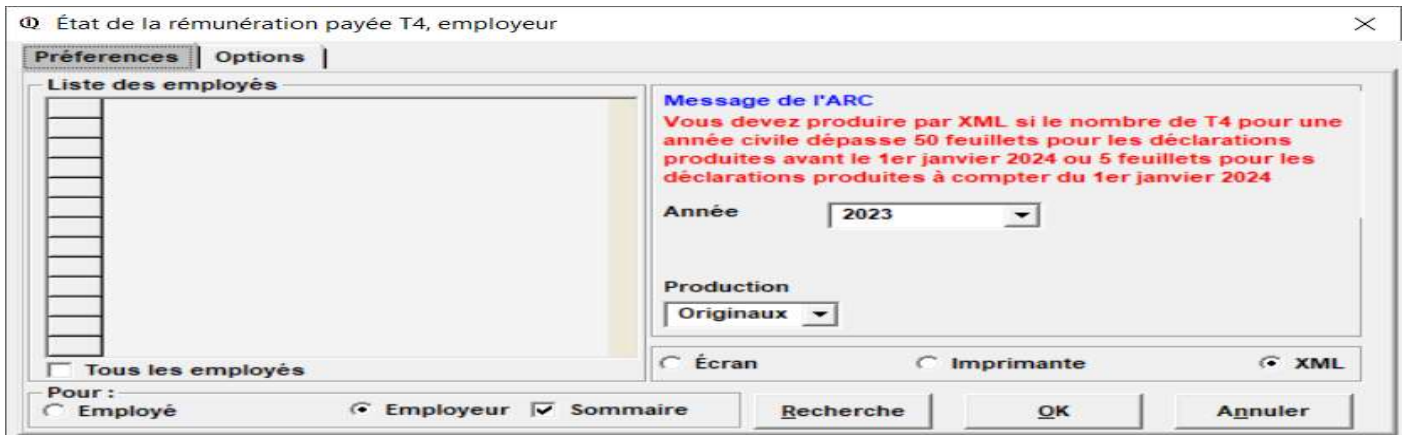 État de la rémunération payée T4, employeur
Préferences Options
Liste des employés
Message de l'ARC
Vous devez produire par XML si le nombre de T4 pour une
année civile dépasse 50 feuillets pour les déclarations
produites avant le 1er janvier 2024 ou 5 feuillets pour les
déclarations produites à compter du 1er janvier 2024
Année 2023
Production
Originaux
Tous les employés
Écran Imprimante XML
Pour :
Employé Employeur Sommaire Recherche OK Annuler